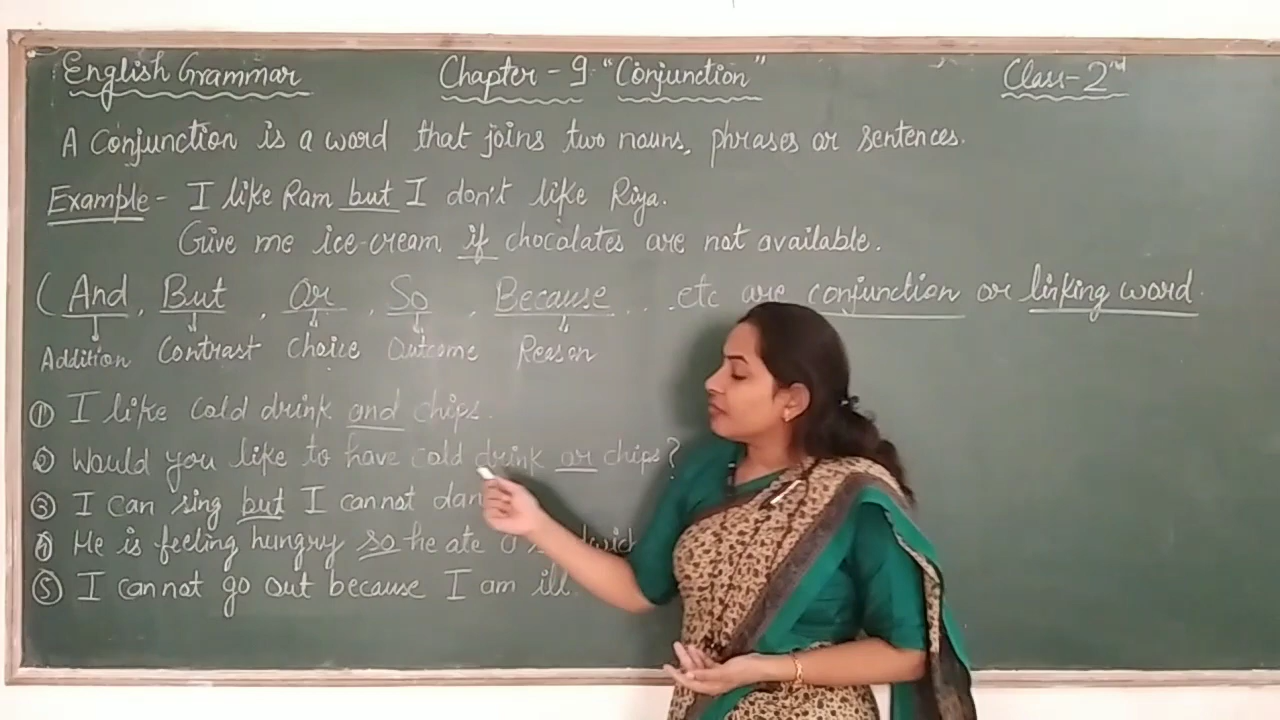 English Grammar Chapter - 9 "Conjunction" Class - 2nd
A Conjunction is a word that joins two nouns, phrases or sentences.
Example - I like Ram but I don't like Riya.
Give me ice-cream if chocolates are not available.
(And, But, Or, So, Because ... etc are conjunction or linking word.
Addition Contrast Choice Outcome Reason
① I like cold drink and chips.
② Would you like to have cold drink or chips?
③ I can sing but I cannot
④ He is feeling hungry so he ate a
⑤ I cannot go out because I am ill.